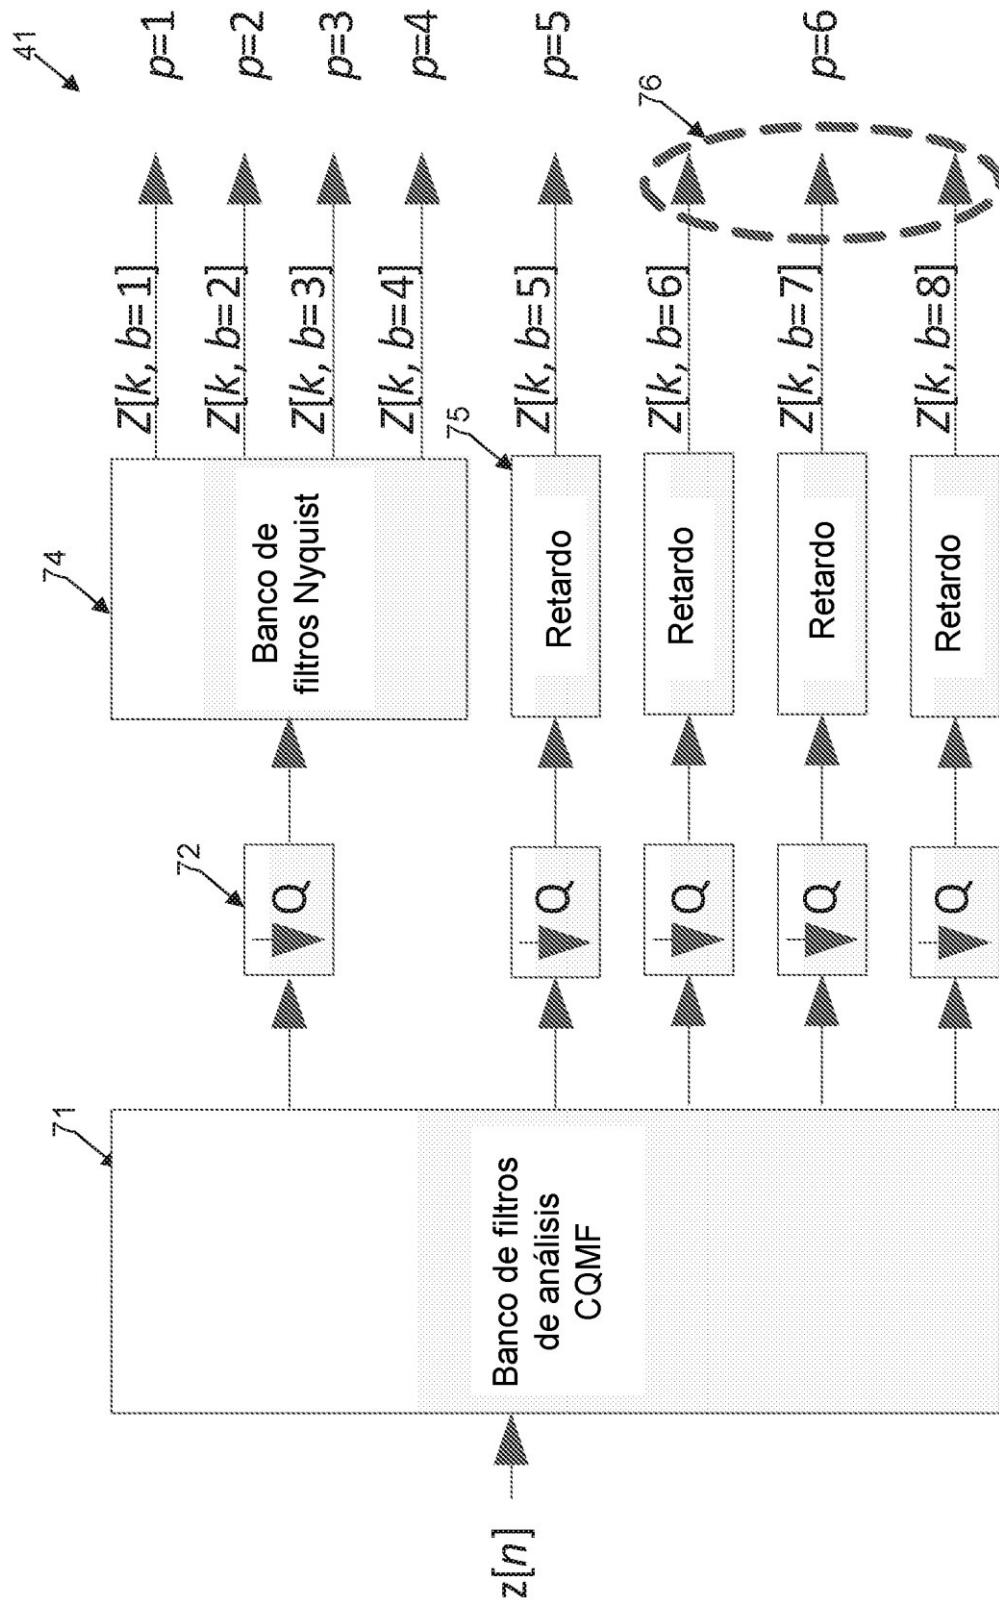 41
z[n]
71
Banco de filtros
de análisis
CQMF
72
↓Q
↓Q
↓Q
↓Q
↓Q
74
Banco de
filtros Nyquist
75
Retardo
Retardo
Retardo
Retardo
Z[k, b=1]
p=1
Z[k, b=2]
p=2
Z[k, b=3]
p=3
Z[k, b=4]
p=4
Z[k, b=5]
p=5
Z[k, b=6]
76
Z[k, b=7]
p=6
Z[k, b=8]